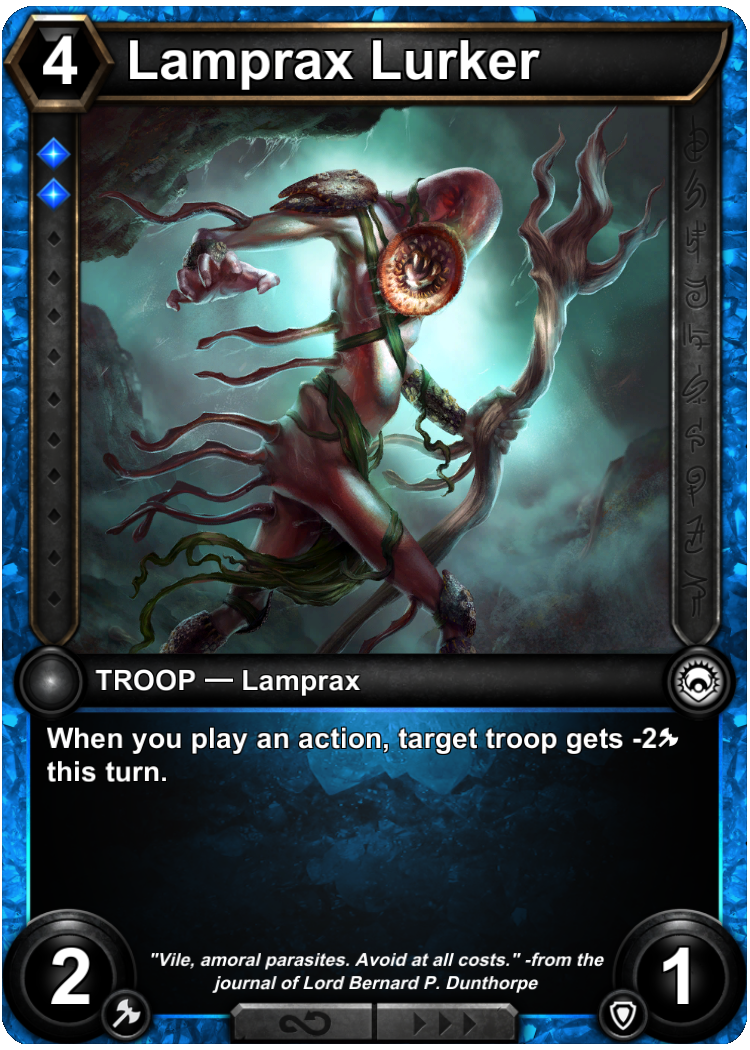 4
Lamprax Lurker
TROOP — Lamprax
When you play an action, target troop gets -2
this turn.
"Vile, amoral parasites. Avoid at all costs." -from the
journal of Lord Bernard P. Dunthorpe
2
1